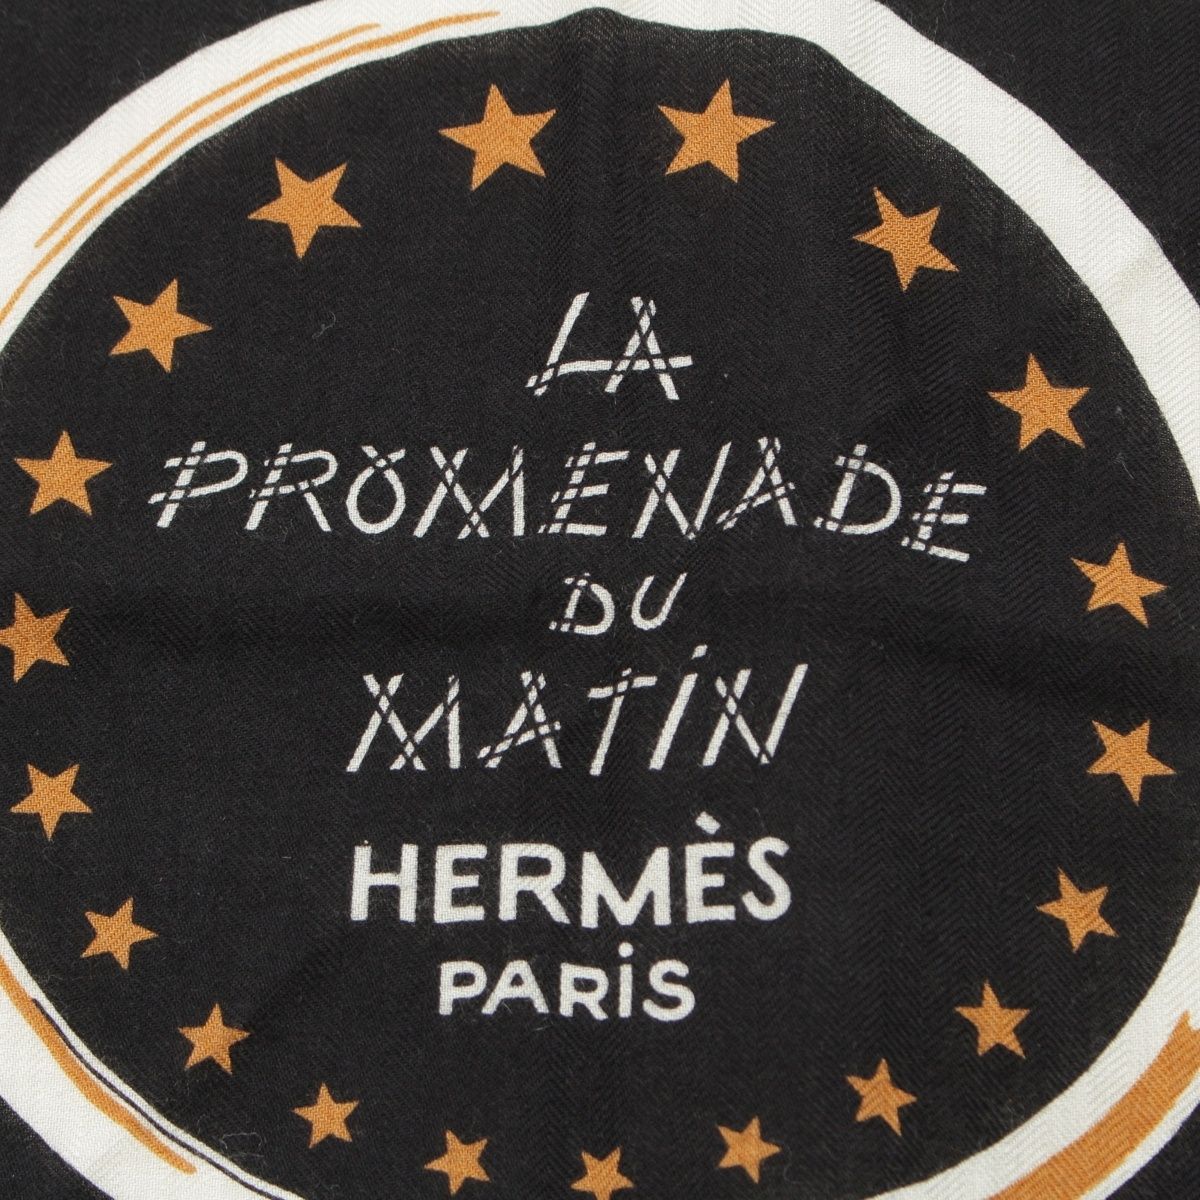 LA
PROMENADE
DU
MATiN
HERMÈS
PARiS